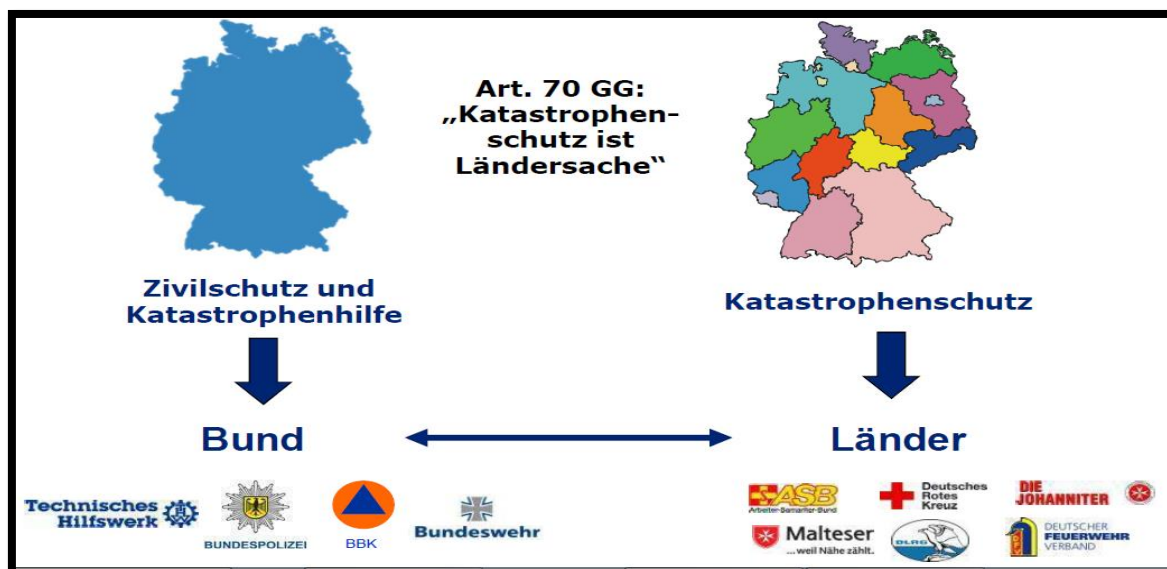 Art. 70 GG:
„Katastrophen-
schutz ist
Ländersache“
Zivilschutz und
Katastrophenhilfe
Katastrophenschutz
Bund
Länder
Technisches
Hilfswerk
BUNDESPOLIZEI
BBK
Bundeswehr
ASB
Arbeiter-Samariter-Bund
Deutsches
Rotes
Kreuz
DIE
JOHANNITER
Malteser
...weil Nähe zählt.
DLRG
DEUTSCHER
FEUERWEHR
VERBAND